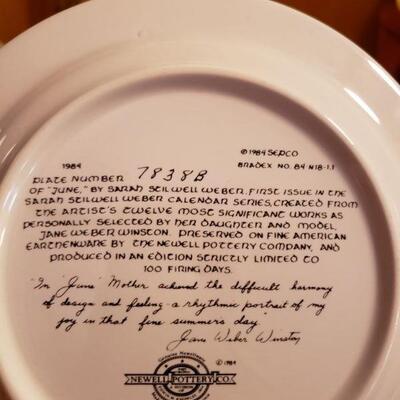 1984
© 1984 SEPCO
BRADEX NO. 84 N18-1.1
PLATE NUMBER 7838B
OF "JUNE," BY SARAH STILWELL WEBER, FIRST ISSUE IN THE
SARAH STILWELL WEBER CALENDAR SERIES, CREATED FROM
THE ARTIST'S TWELVE MOST SIGNIFICANT WORKS AS
PERSONALLY SELECTED BY HER DAUGHTER AND MODEL,
JANE WEBER WINSTON. PRESERVED ON FINE AMERICAN
EARTHENWARE BY THE NEWELL POTTERY COMPANY, AND
PRODUCED IN AN EDITION STRICTLY LIMITED TO
100 FIRING DAYS.
"In 'June' Mother achieved the difficult harmony
of design and feeling - a rhythmic portrait of my
joy in that fine summer's day."
Jane Weber Winston
© 1984
NEWELL POTTERY CO.